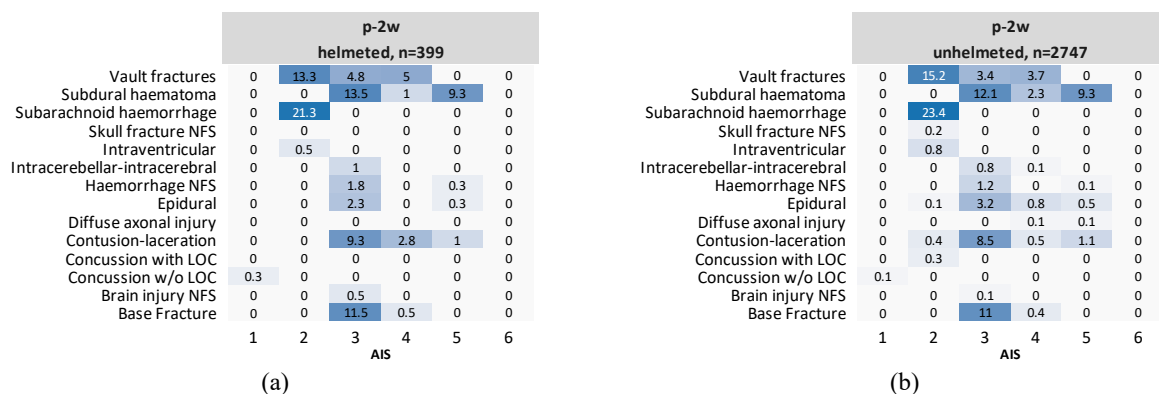 p-2w
helmeted, n=399
Vault fractures 0 13.3 4.8 5 0 0
Subdural haematoma 0 0 13.5 1 9.3 0
Subarachnoid haemorrhage 0 21.3 0 0 0 0
Skull fracture NFS 0 0 0 0 0 0
Intraventricular 0 0.5 0 0 0 0
Intracerebellar-intracerebral 0 0 1 0 0 0
Haemorrhage NFS 0 0 1.8 0 0.3 0
Epidural 0 0 2.3 0 0.3 0
Diffuse axonal injury 0 0 0 0 0 0
Contusion-laceration 0 0 9.3 2.8 1 0
Concussion with LOC 0 0 0 0 0 0
Concussion w/o LOC 0.3 0 0 0 0 0
Brain injury NFS 0 0 0.5 0 0 0
Base Fracture 0 0 11.5 0.5 0 0
1 2 3 4 5 6
AIS
(a)
p-2w
unhelmeted, n=2747
Vault fractures 0 15.2 3.4 3.7 0 0
Subdural haematoma 0 0 12.1 2.3 9.3 0
Subarachnoid haemorrhage 0 23.4 0 0 0 0
Skull fracture NFS 0 0.2 0 0 0 0
Intraventricular 0 0.8 0 0 0 0
Intracerebellar-intracerebral 0 0 0.8 0.1 0 0
Haemorrhage NFS 0 0 1.2 0 0.1 0
Epidural 0 0.1 3.2 0.8 0.5 0
Diffuse axonal injury 0 0 0 0.1 0.1 0
Contusion-laceration 0 0.4 8.5 0.5 1.1 0
Concussion with LOC 0 0.3 0 0 0 0
Concussion w/o LOC 0.1 0 0 0 0 0
Brain injury NFS 0 0 0.1 0 0 0
Base Fracture 0 0 11 0.4 0 0
1 2 3 4 5 6
AIS
(b)